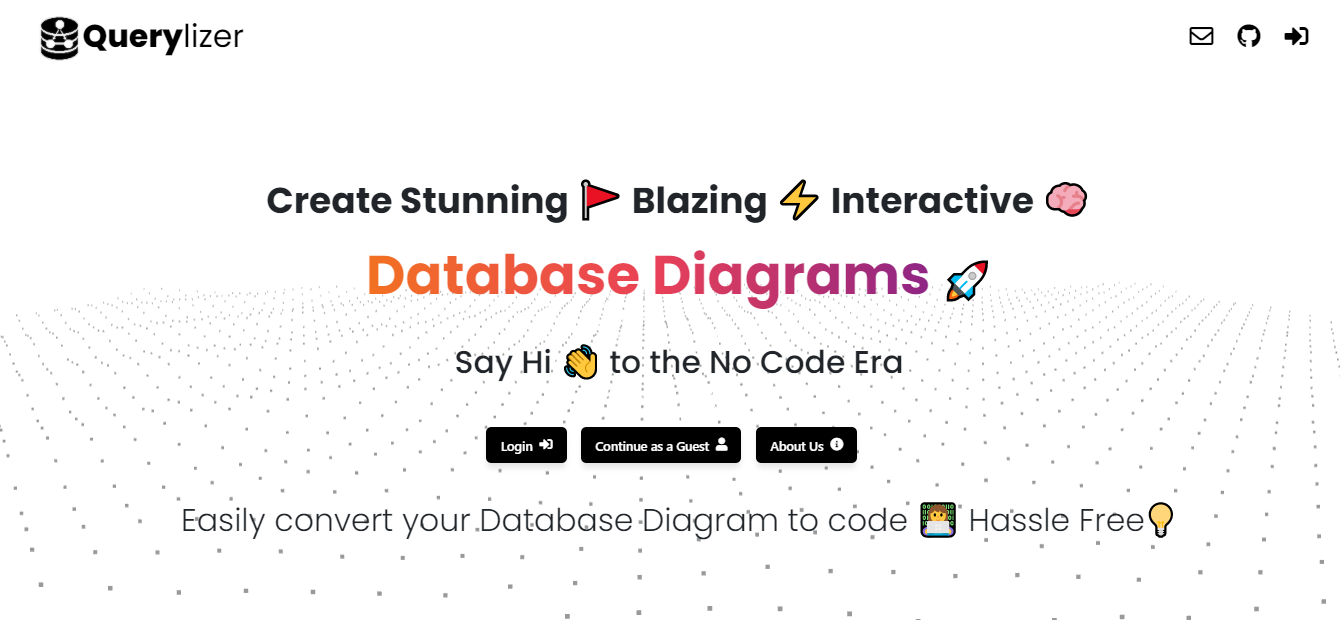 Querylizer
Create Stunning 🚩 Blazing ⚡ Interactive 🧠
Database Diagrams 🚀
Say Hi 👋 to the No Code Era
Login
Continue as a Guest
About Us
Easily convert your Database Diagram to code 👨‍💻 Hassle Free💡